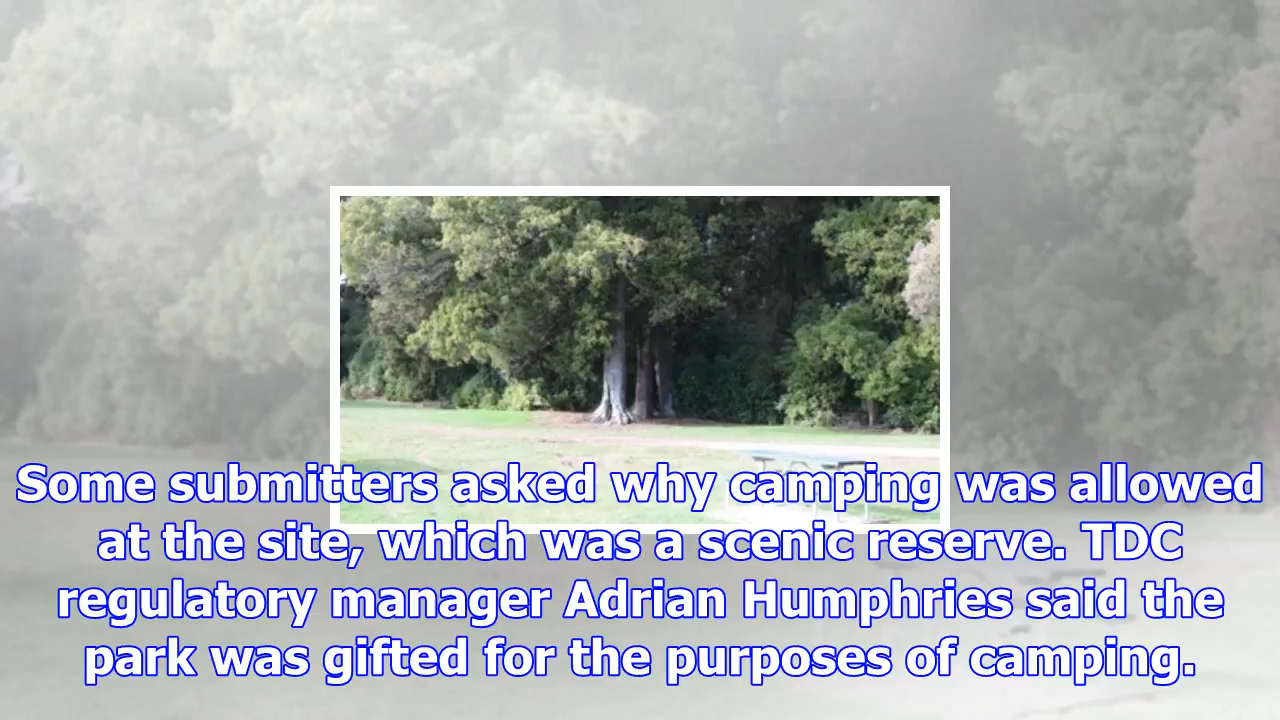 Some submitters asked why camping was allowed
at the site, which was a scenic reserve. TDC
regulatory manager Adrian Humphries said the
park was gifted for the purposes of camping.